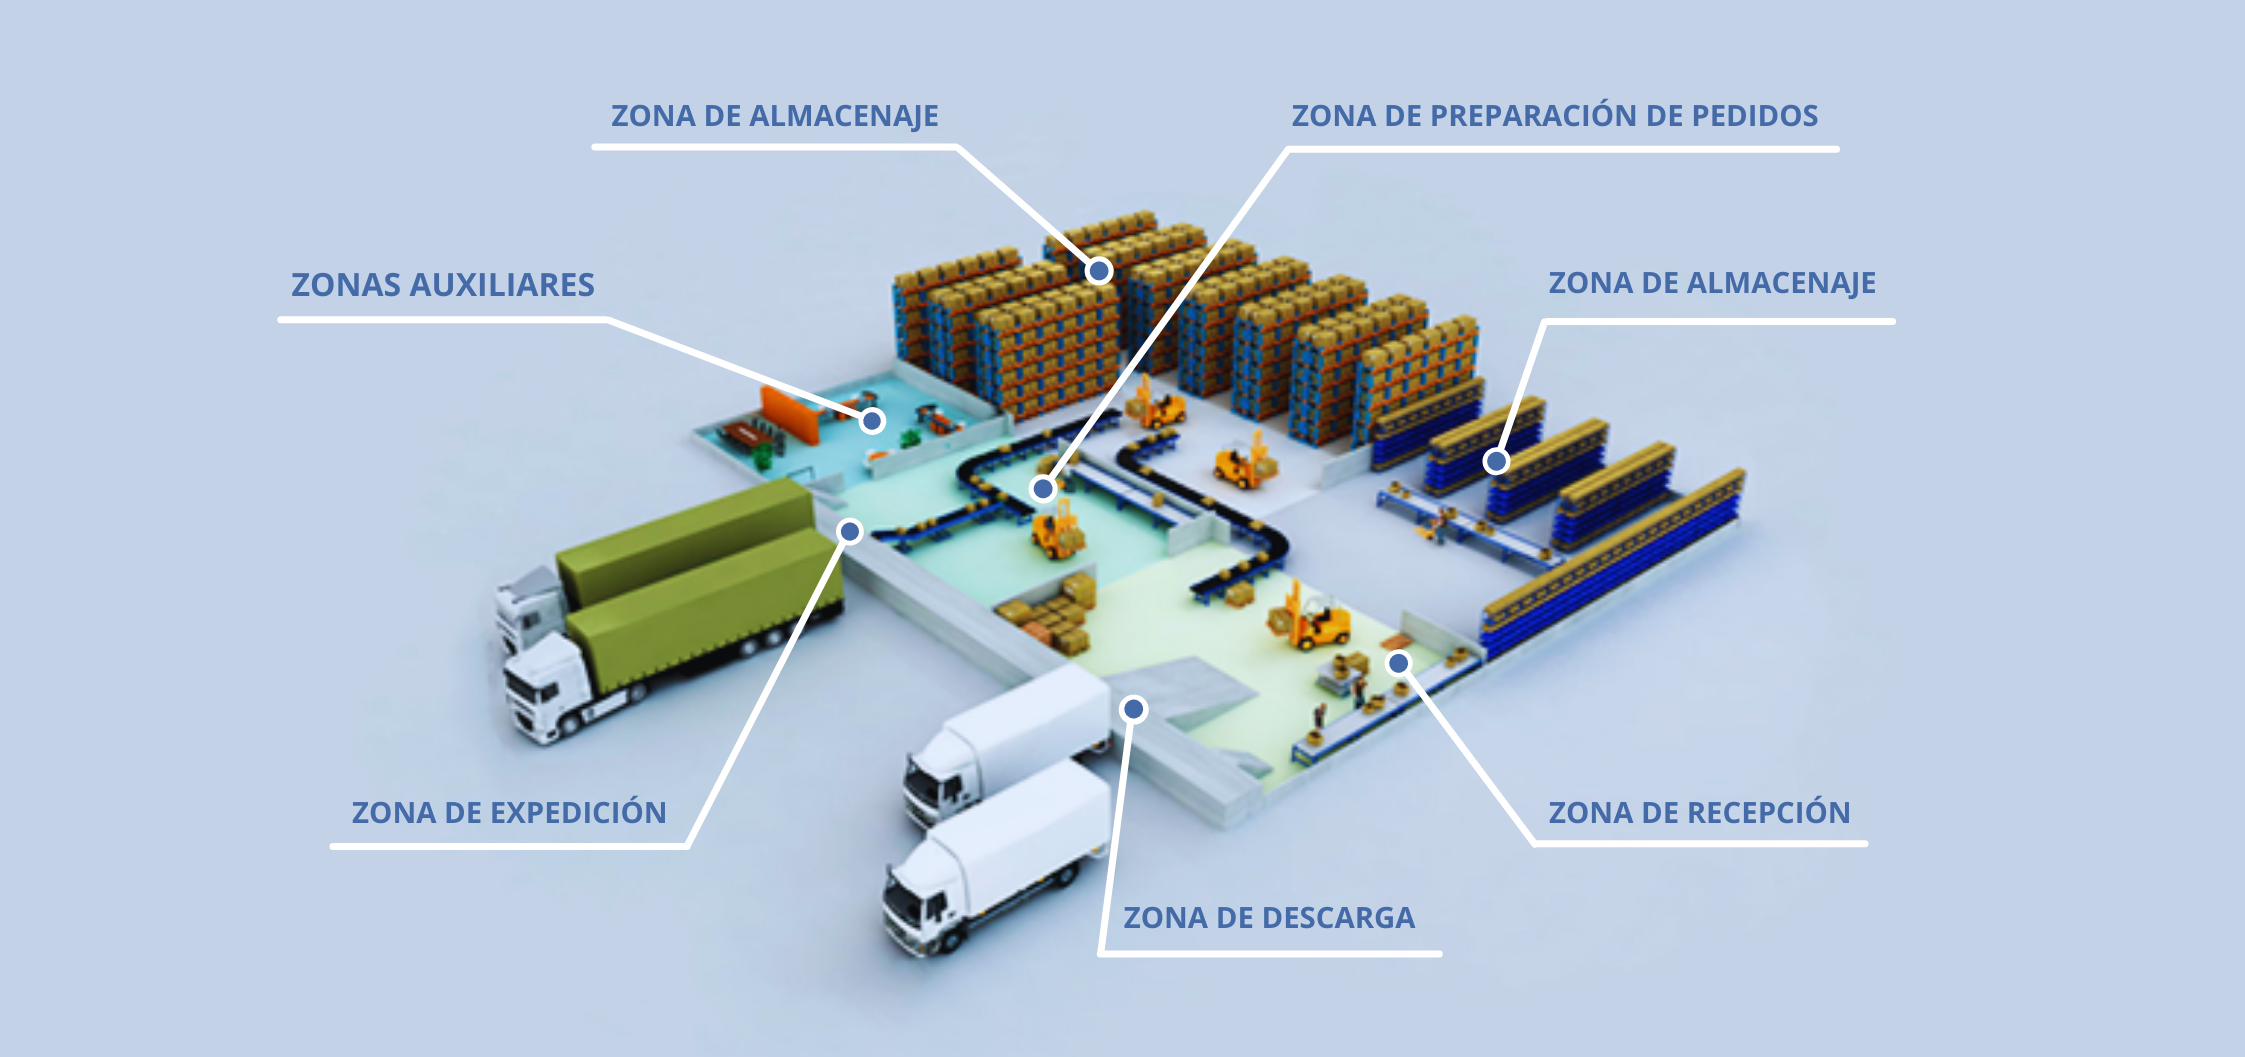 ZONA DE ALMACENAJE
ZONA DE PREPARACIÓN DE PEDIDOS
ZONAS AUXILIARES
ZONA DE ALMACENAJE
ZONA DE EXPEDICIÓN
ZONA DE RECEPCIÓN
ZONA DE DESCARGA